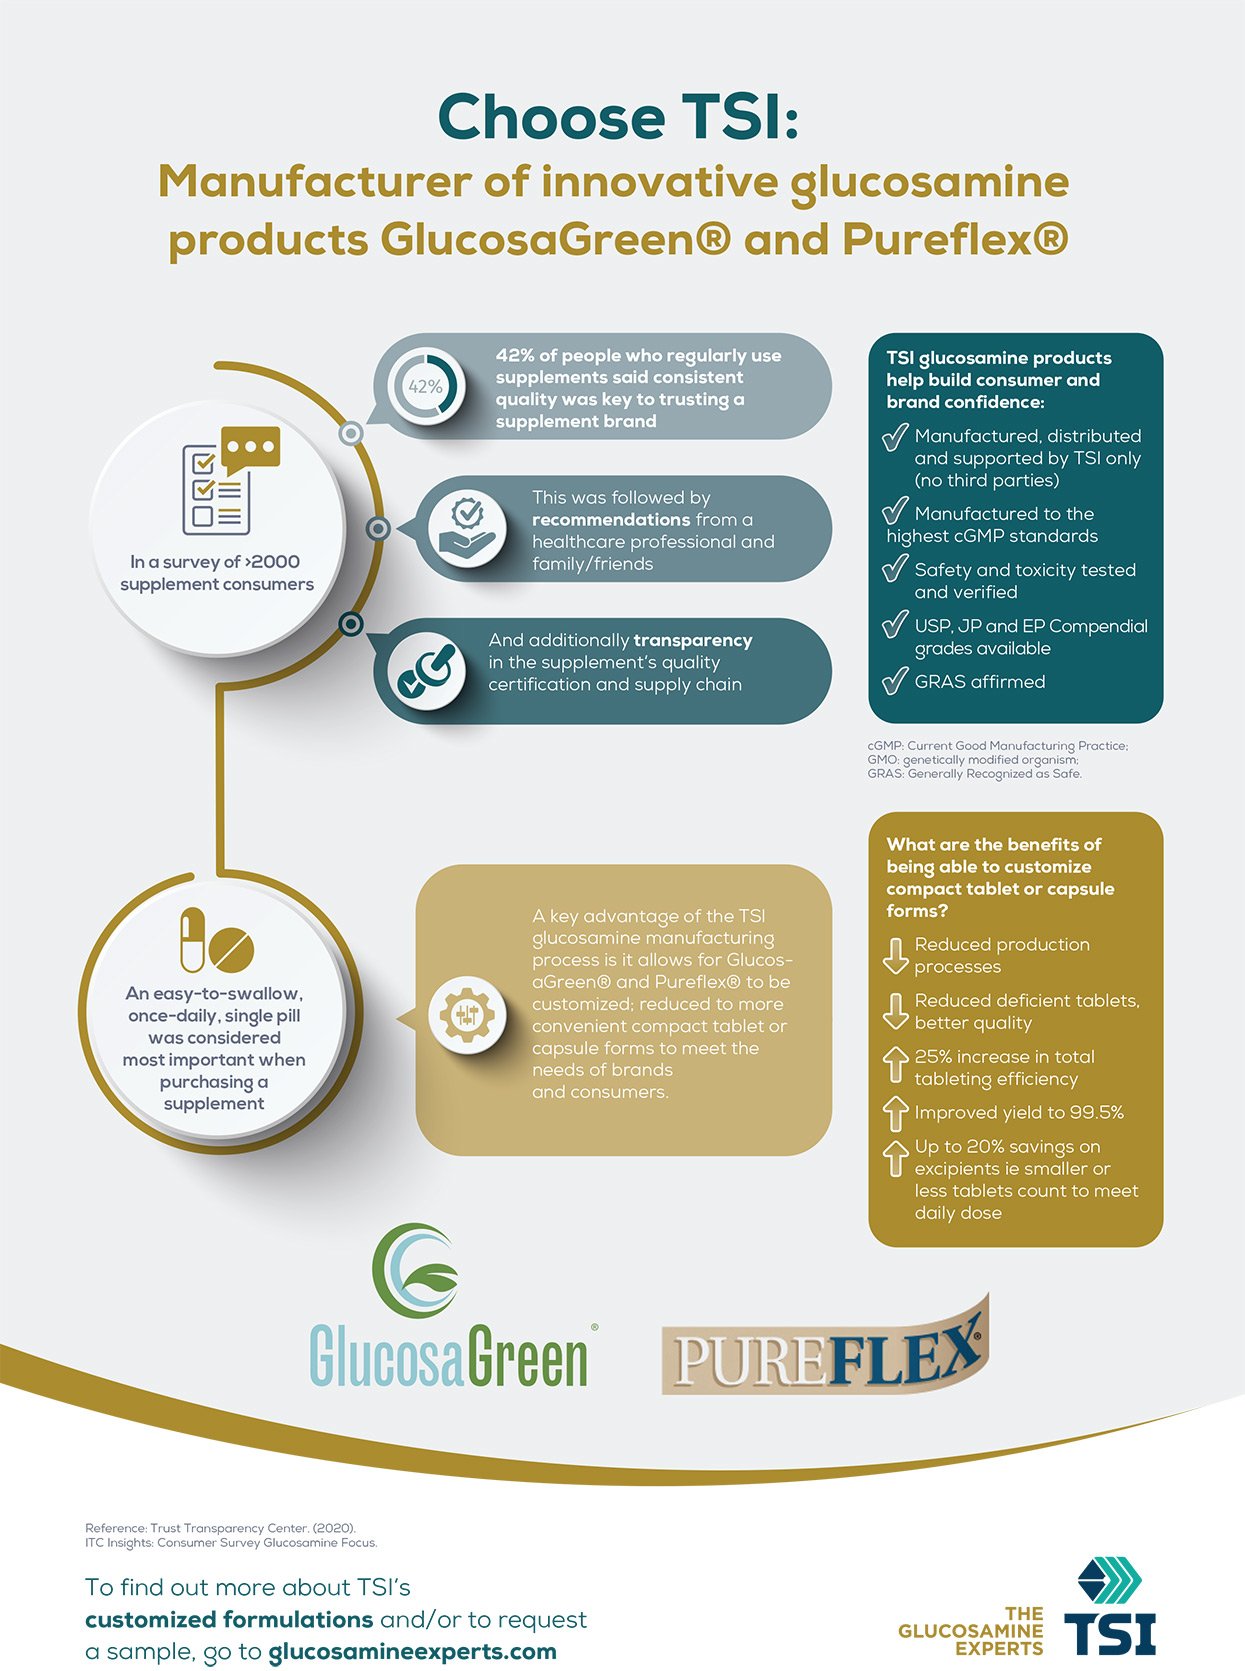 Choose TSI:
Manufacturer of innovative glucosamine
products GlucosaGreen® and Pureflex®
42%
42% of people who regularly use
supplements said consistent
quality was key to trusting a
supplement brand
In a survey of >2000
supplement consumers
This was followed by
recommendations from a
healthcare professional and
family/friends
And additionally transparency
in the supplement's quality
certification and supply chain
TSI glucosamine products
help build consumer and
brand confidence:
Manufactured, distributed
and supported by TSI only
(no third parties)
Manufactured to the
highest cGMP standards
Safety and toxicity tested
and verified
USP, JP and EP Compendial
grades available
GRAS affirmed
cGMP: Current Good Manufacturing Practice;
GMO: genetically modified organism;
GRAS: Generally Recognized as Safe.
An easy-to-swallow,
once-daily, single pill
was considered
most important when
purchasing a
supplement
A key advantage of the TSI
glucosamine manufacturing
process is it allows for Glucos-
aGreen® and Pureflex® to be
customized; reduced to more
convenient compact tablet or
capsule forms to meet the
needs of brands
and consumers.
What are the benefits of
being able to customize
compact tablet or capsule
forms?
Reduced production
processes
Reduced deficient tablets,
better quality
25% increase in total
tableting efficiency
Improved yield to 99.5%
Up to 20% savings on
excipients ie smaller or
less tablets count to meet
daily dose
GlucosaGreen®
PUREFLEX®
Reference: Trust Transparency Center. (2020).
ITC Insights: Consumer Survey Glucosamine Focus.
To find out more about TSI's
customized formulations and/or to request
a sample, go to glucosamineexperts.com
THE
GLUCOSAMINE
EXPERTS
TSI